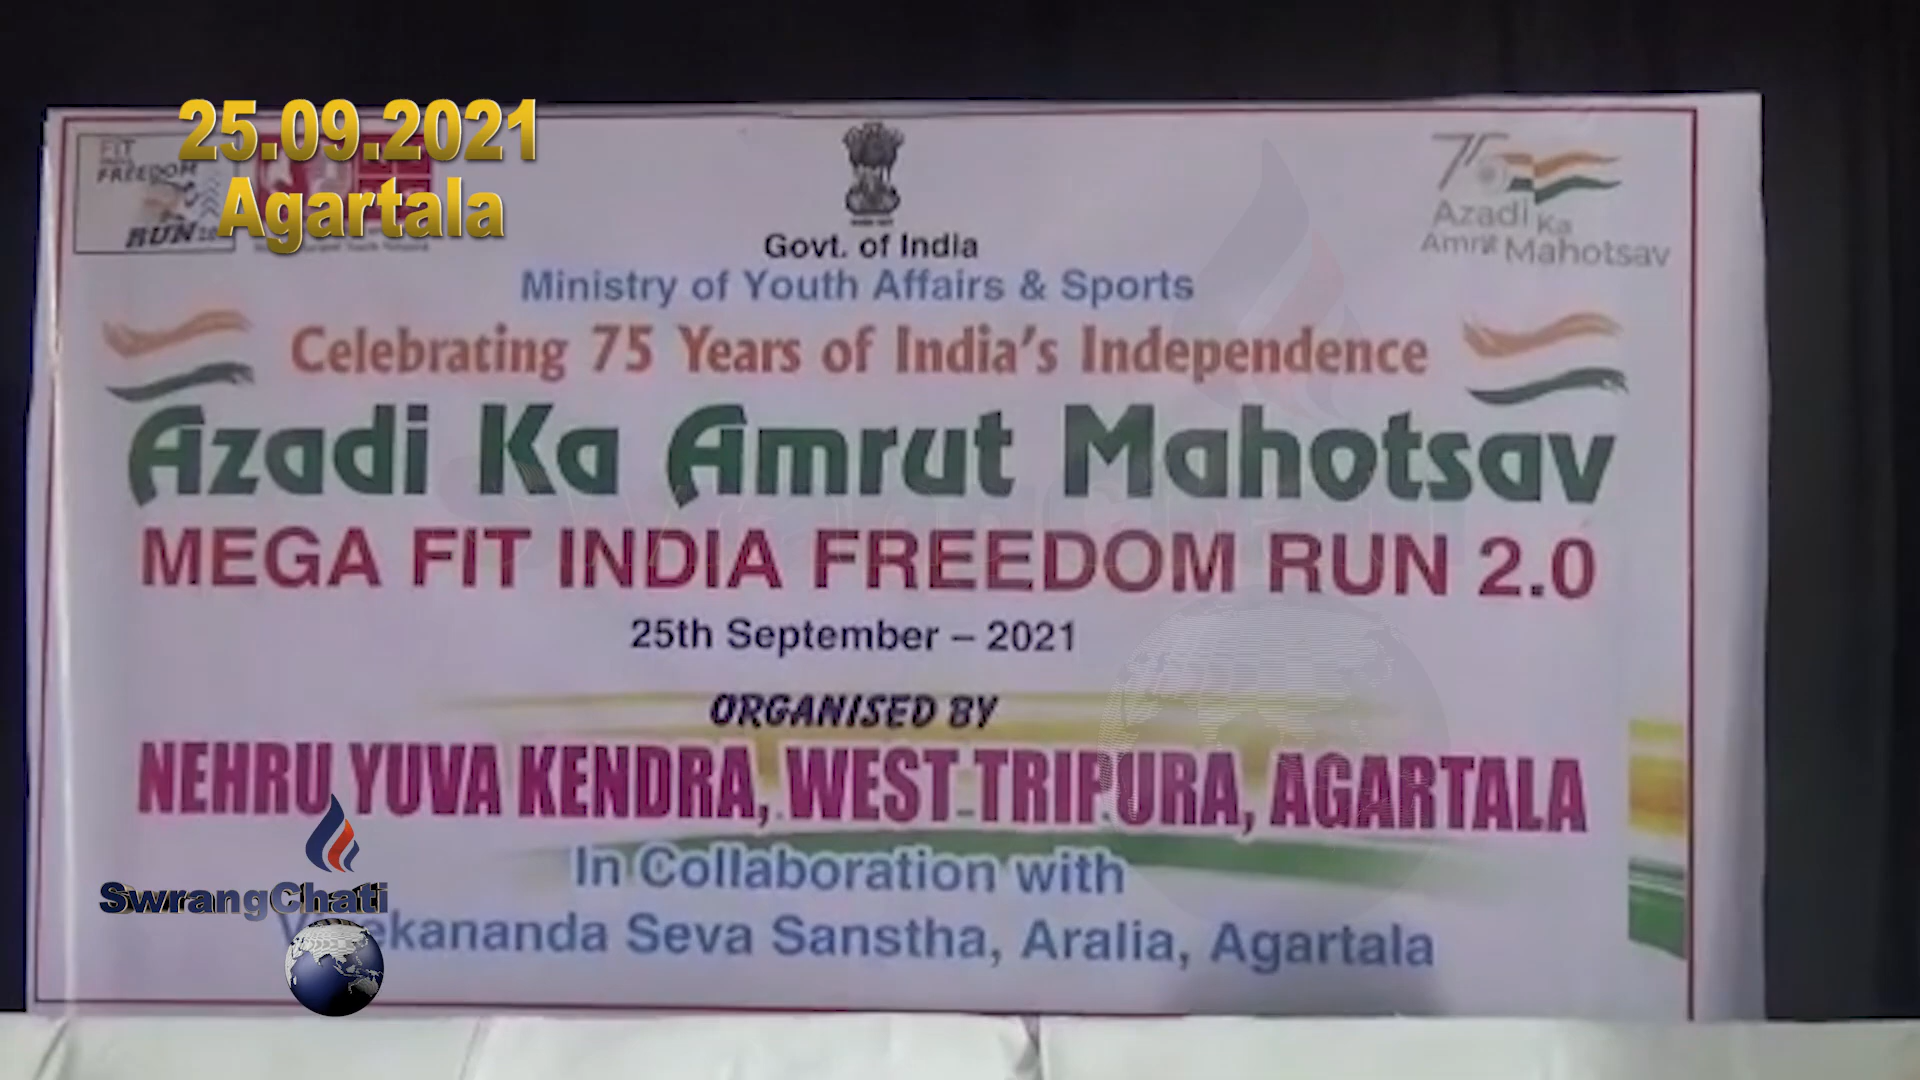 25.09.2021
Agartala
FIT
FREEDOM
RUN
Govt. of India
Ministry of Youth Affairs & Sports
75
Azadi Ka
Amrut Mahotsav
Celebrating 75 Years of India's Independence
Azadi Ka Amrut Mahotsav
MEGA FIT INDIA FREEDOM RUN 2.0
25th September – 2021
ORGANISED BY
NEHRU YUVA KENDRA, WEST TRIPURA, AGARTALA
In Collaboration with
Seva Sanstha, Aralia, Agartala
SwrangChati